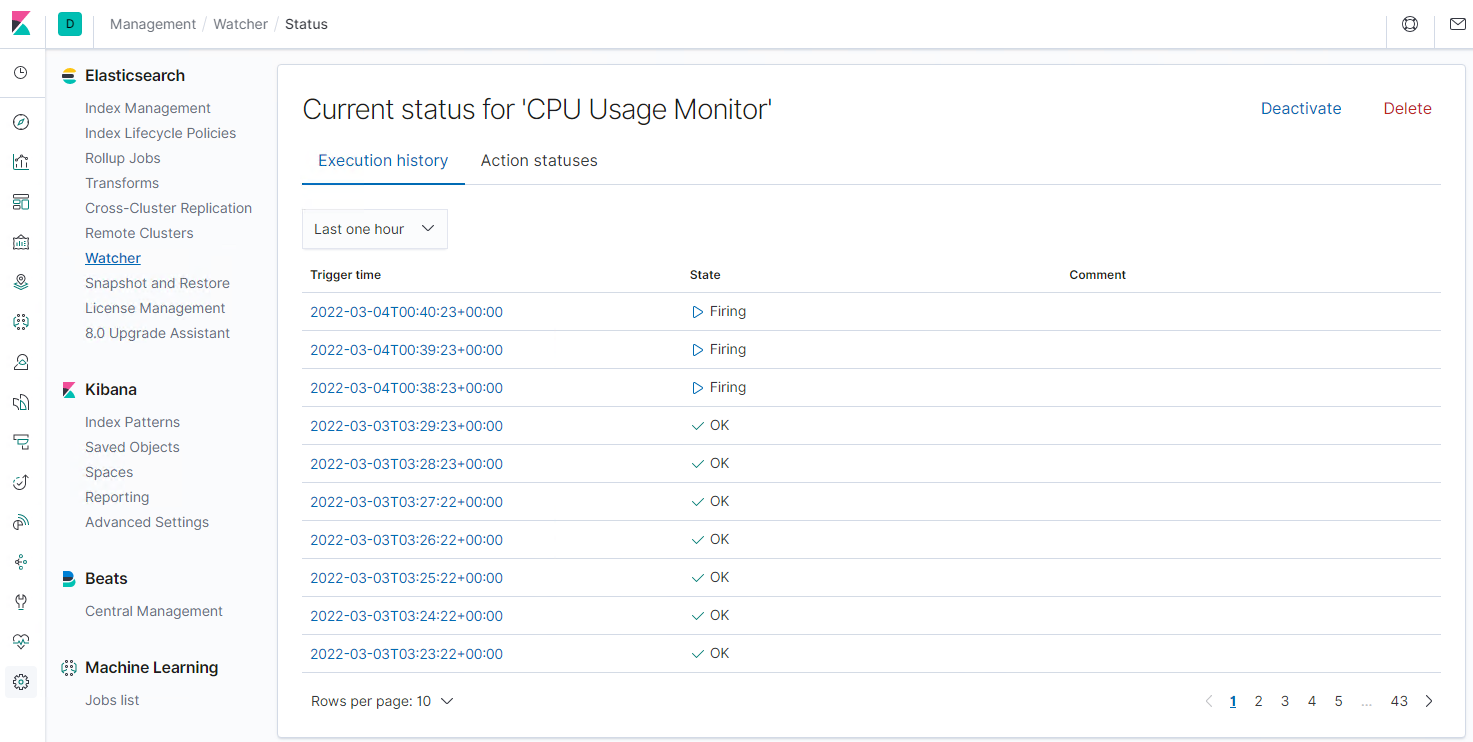 D Management / Watcher / Status
Elasticsearch
Index Management
Index Lifecycle Policies
Rollup Jobs
Transforms
Cross-Cluster Replication
Remote Clusters
Watcher
Snapshot and Restore
License Management
8.0 Upgrade Assistant
Kibana
Index Patterns
Saved Objects
Spaces
Reporting
Advanced Settings
Beats
Central Management
Machine Learning
Jobs list
Current status for 'CPU Usage Monitor' Deactivate Delete
Execution history Action statuses
Last one hour
Trigger time State Comment
2022-03-04T00:40:23+00:00 Firing
2022-03-04T00:39:23+00:00 Firing
2022-03-04T00:38:23+00:00 Firing
2022-03-03T03:29:23+00:00 OK
2022-03-03T03:28:23+00:00 OK
2022-03-03T03:27:22+00:00 OK
2022-03-03T03:26:22+00:00 OK
2022-03-03T03:25:22+00:00 OK
2022-03-03T03:24:22+00:00 OK
2022-03-03T03:23:22+00:00 OK
Rows per page: 10 1 2 3 4 5 ... 43